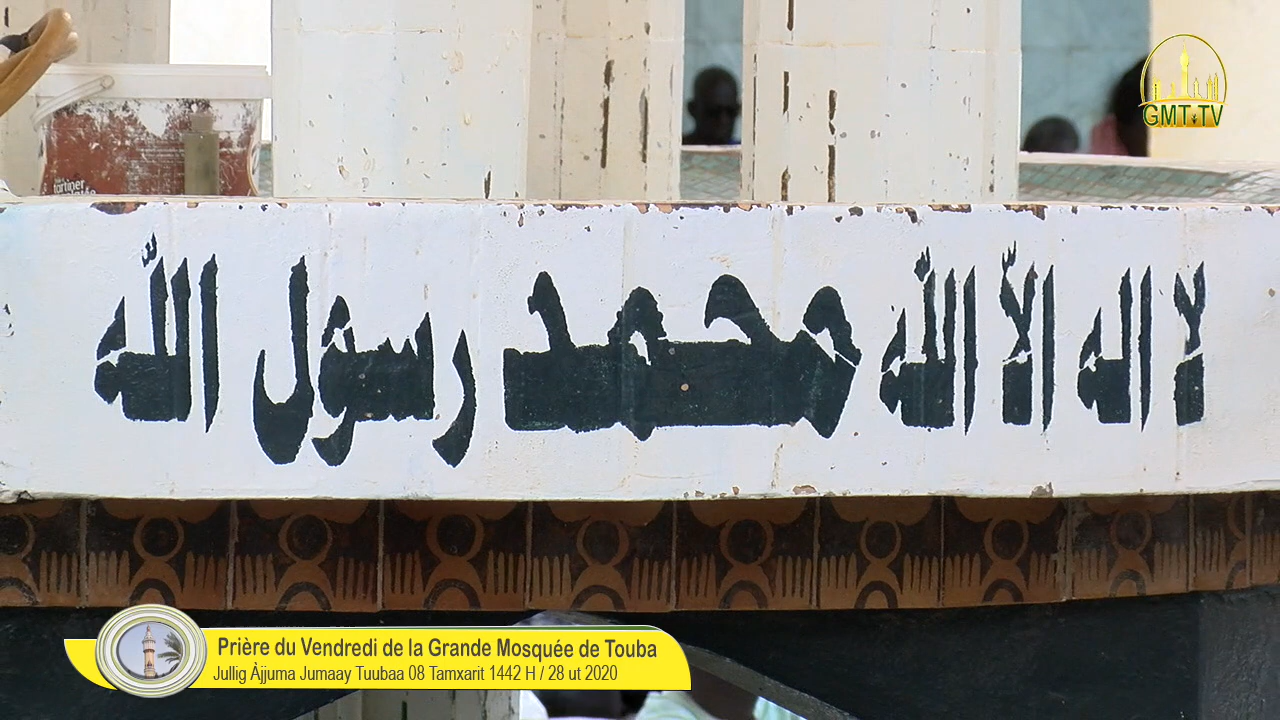 GMT TV
لا اله الا الله محمد رسول الله
Prière du Vendredi de la Grande Mosquée de Touba
Jullig Àjjuma Jumaay Tuubaa 08 Tamxarit 1442 H / 28 ut 2020